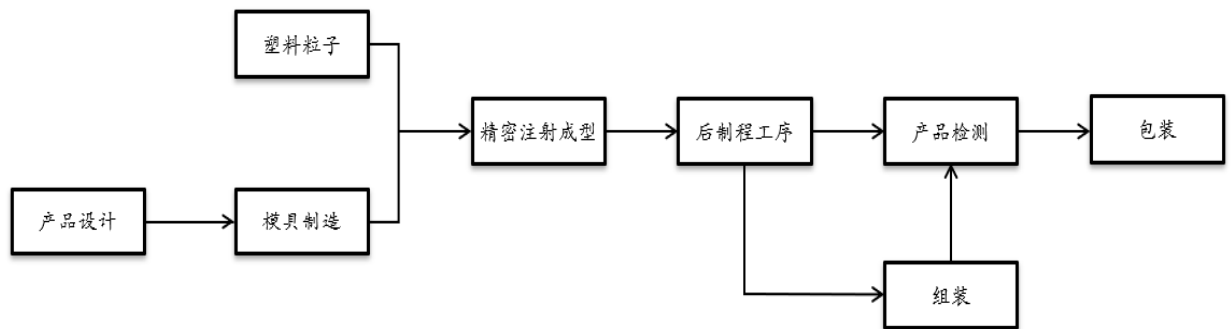 塑料粒子
精密注射成型
后制程工序
产品检测
包装
产品设计
模具制造
组装